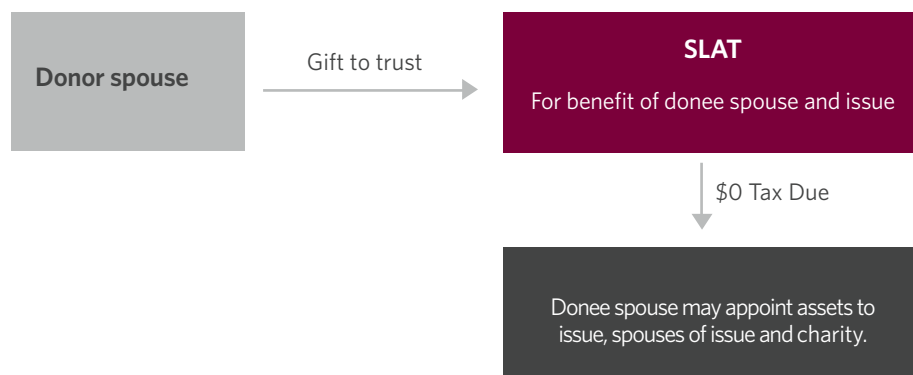 Donor spouse
Gift to trust
SLAT
For benefit of donee spouse and issue
$0 Tax Due
Donee spouse may appoint assets to
issue, spouses of issue and charity.